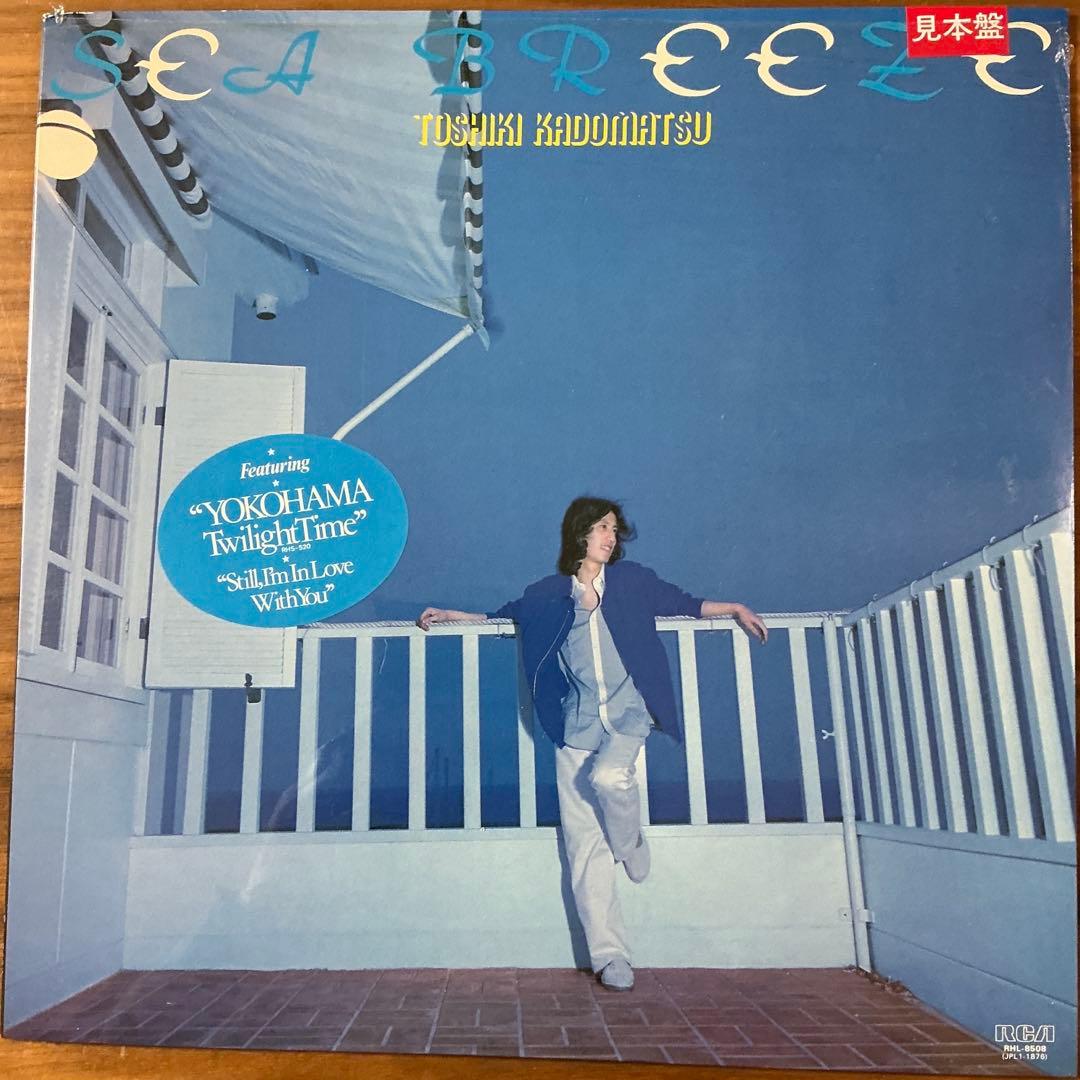 SEA BREEZE
見本盤
TOSHIKI KADOMATSU
Featuring
“YOKOHAMA
Twilight Time”
RHS-520
“Still, I'm In Love
With You”
RCA
RHL-8508
(JPL1-1876)